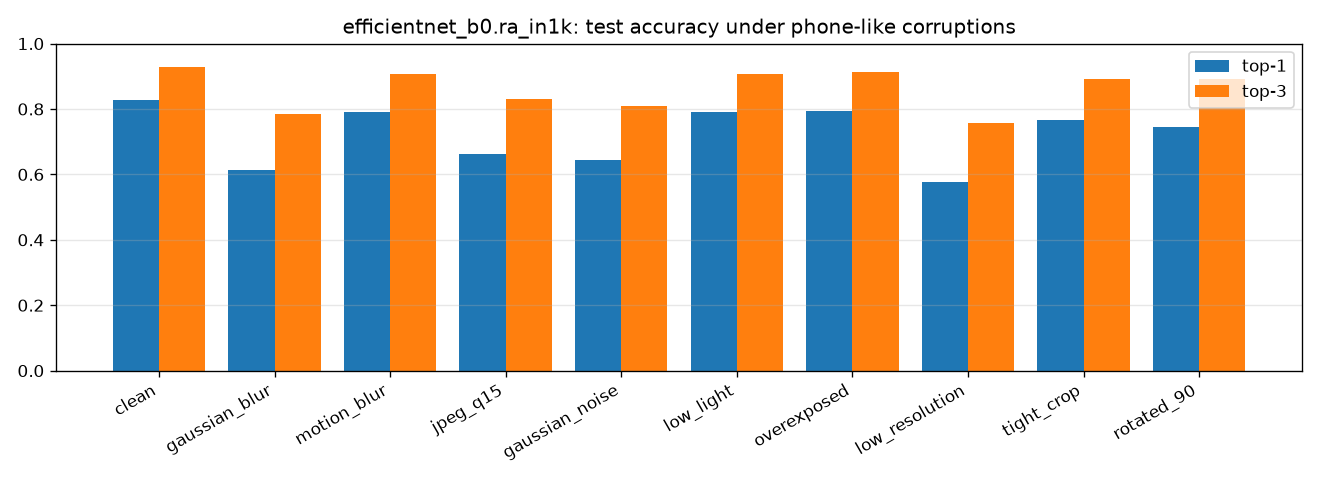 efficientnet_b0.ra_in1k: test accuracy under phone-like corruptions
1.0
0.8
0.6
0.4
0.2
0.0
top-1
top-3
clean
gaussian_blur
motion_blur
jpeg_q15
gaussian_noise
low_light
overexposed
low_resolution
tight_crop
rotated_90